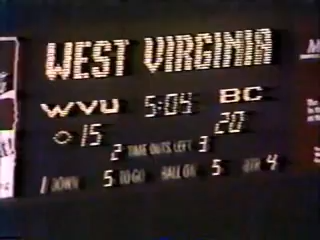 WEST VIRGINIA
WVU 5:04 BC
15 20
2 TIME OUTS LEFT 3
1 DOWN 5 TO GO BALL ON 5 QTR 4